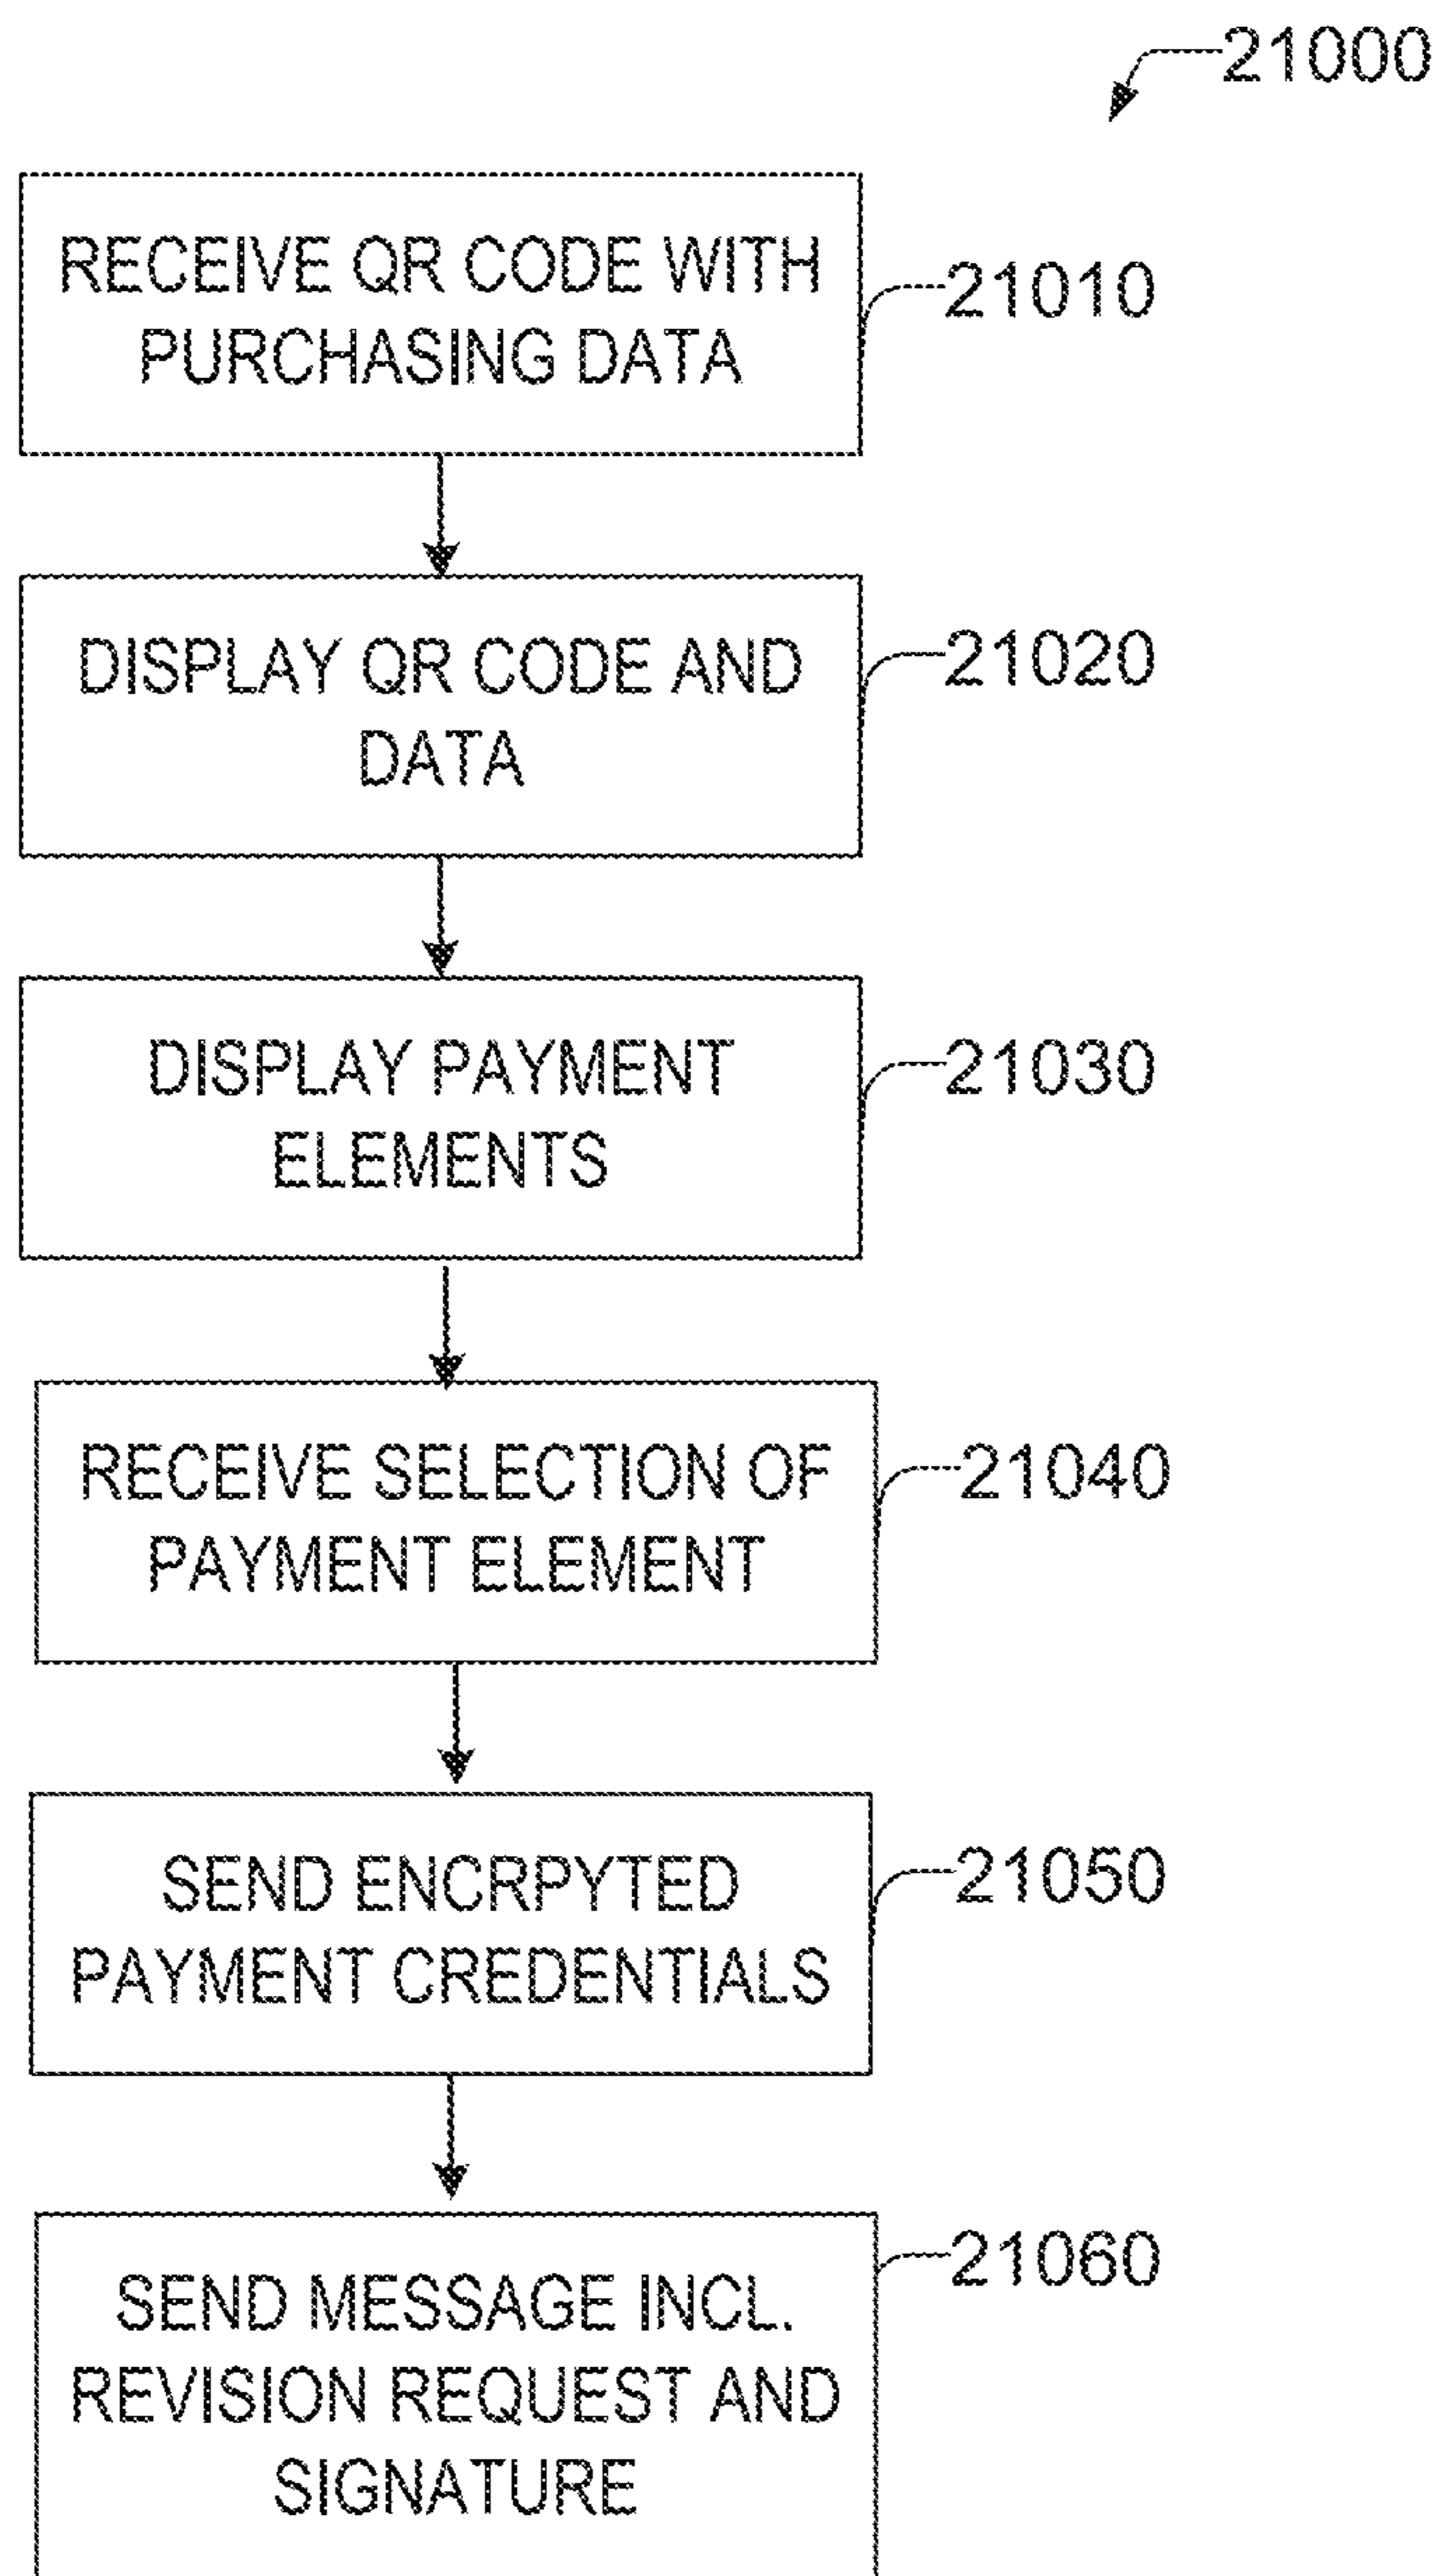 21000
RECEIVE QR CODE WITH
PURCHASING DATA
21010
DISPLAY QR CODE AND
DATA
21020
DISPLAY PAYMENT
ELEMENTS
21030
RECEIVE SELECTION OF
PAYMENT ELEMENT
21040
SEND ENCRPYTED
PAYMENT CREDENTIALS
21050
SEND MESSAGE INCL.
REVISION REQUEST AND
SIGNATURE
21060